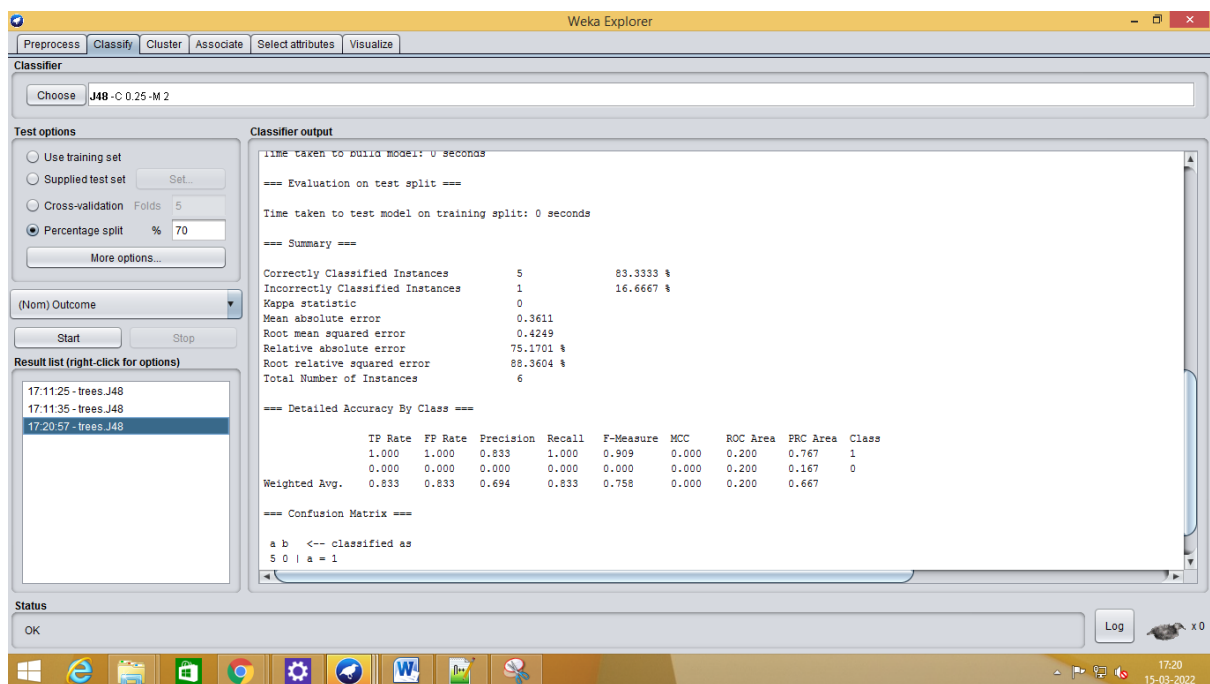 Weka Explorer
Preprocess Classify Cluster Associate Select attributes Visualize
Classifier
Choose J48 -C 0.25 -M 2
Test options
Use training set
Supplied test set Set...
Cross-validation Folds 5
Percentage split % 70
More options...
(Nom) Outcome
Start Stop
Result list (right-click for options)
17:11:25 - trees.J48
17:11:35 - trees.J48
17:20:57 - trees.J48
Classifier output
Time taken to build model: 0 seconds
=== Evaluation on test split ===
Time taken to test model on training split: 0 seconds
=== Summary ===
Correctly Classified Instances 5 83.3333 %
Incorrectly Classified Instances 1 16.6667 %
Kappa statistic 0
Mean absolute error 0.3611
Root mean squared error 0.4249
Relative absolute error 75.1701 %
Root relative squared error 88.3604 %
Total Number of Instances 6
=== Detailed Accuracy By Class ===
TP Rate FP Rate Precision Recall F-Measure MCC ROC Area PRC Area Class
1.000 1.000 0.833 1.000 0.909 0.000 0.200 0.767 1
0.000 0.000 0.000 0.000 0.000 0.000 0.200 0.167 0
Weighted Avg. 0.833 0.833 0.694 0.833 0.758 0.000 0.200 0.667
=== Confusion Matrix ===
a b <-- classified as
5 0 | a = 1
Status
OK
Log
x 0
17:20
15-03-2022